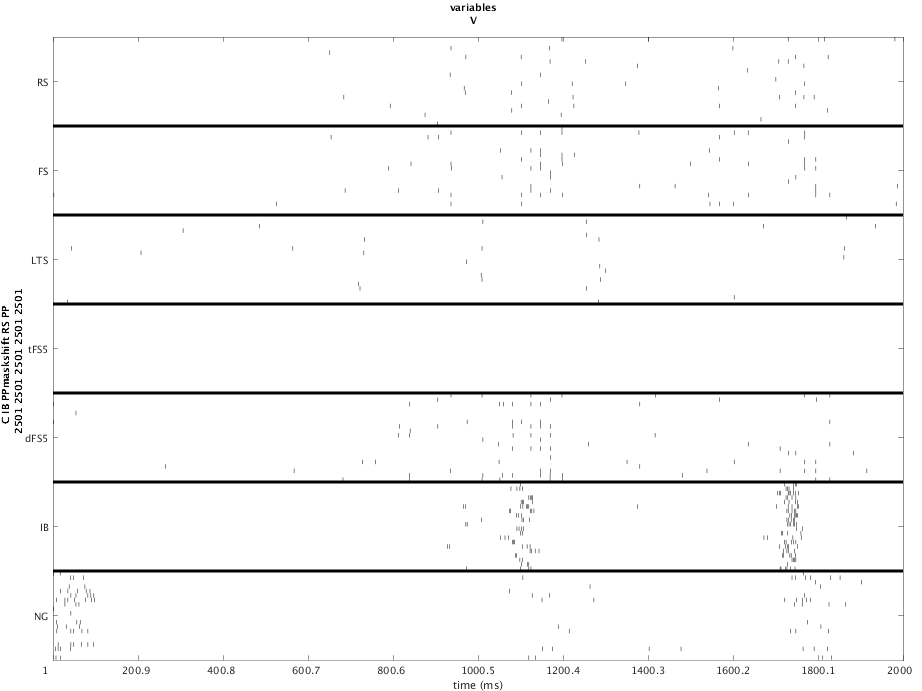 variables
V
RS
FS
LTS
tFS5
dFS5
IB
NG
C IB PPmaskshift RS PP
2501 2501 2501 2501 2501
1 200.9 400.8 600.7 800.6 1000.5 1200.4 1400.3 1600.2 1800.1 2000
time (ms)